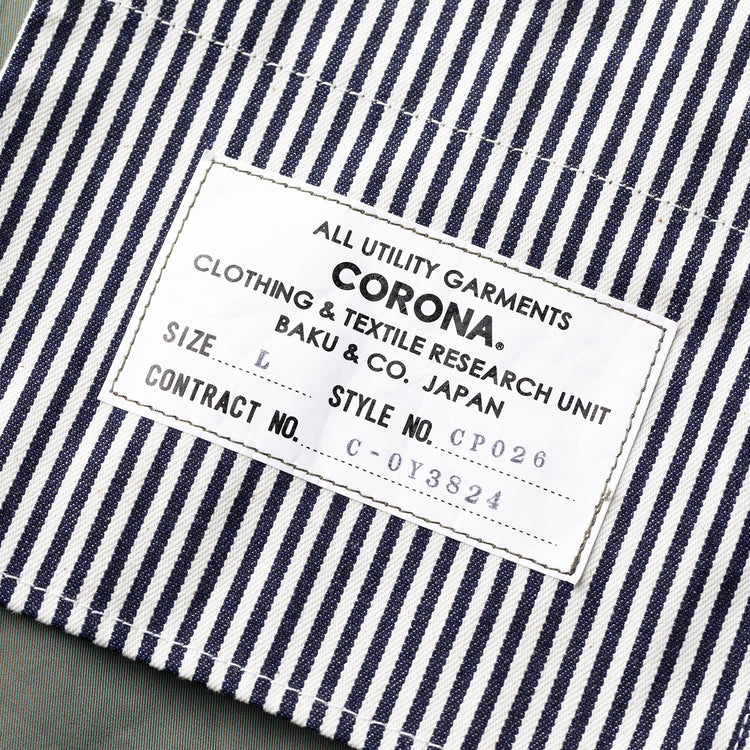 ALL UTILITY GARMENTS
CORONA®
CLOTHING & TEXTILE RESEARCH UNIT
BAKU & CO. JAPAN
SIZE L STYLE NO. CP026
CONTRACT NO. C-0Y3824